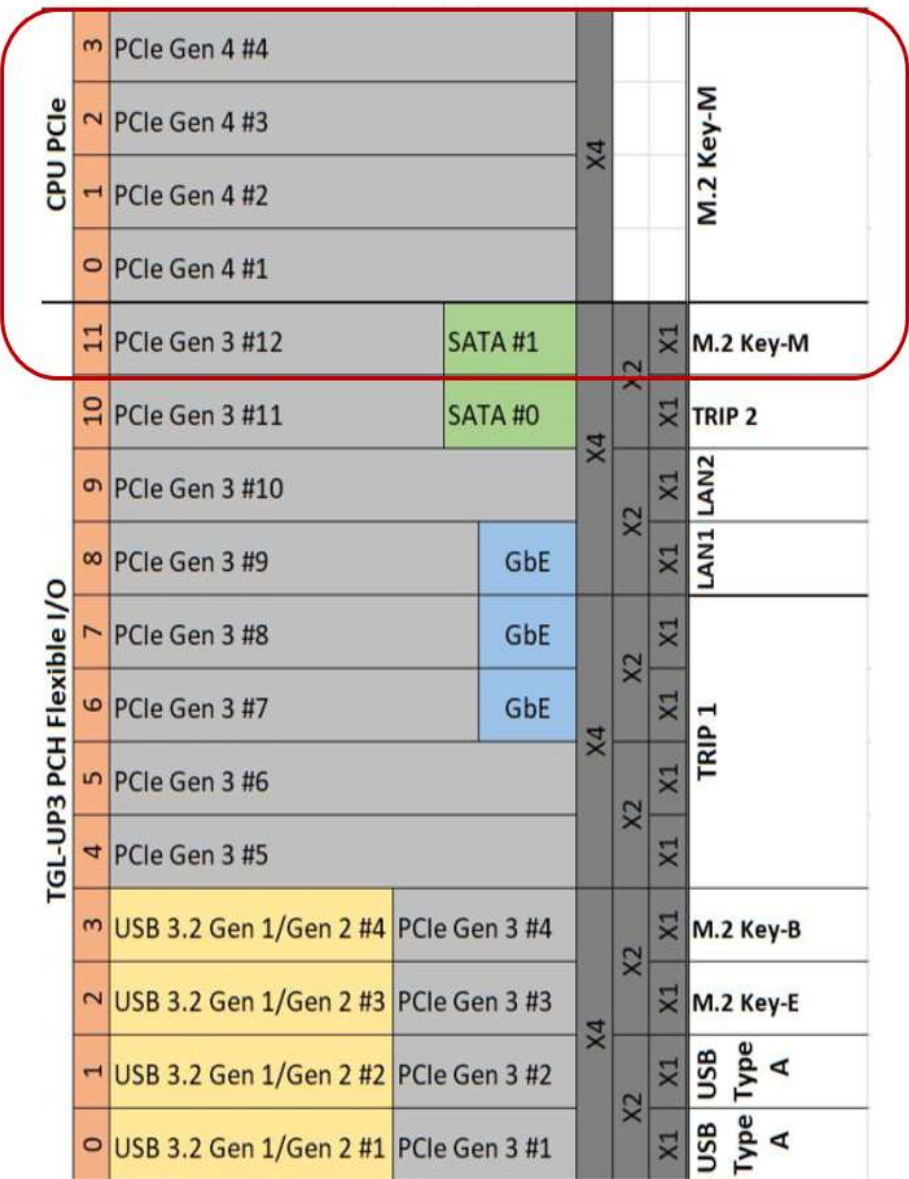 CPU PCIe
3 PCIe Gen 4 #4
2 PCIe Gen 4 #3
1 PCIe Gen 4 #2
0 PCIe Gen 4 #1
X4
M.2 Key-M
TGL-UP3 PCH Flexible I/O
11 PCIe Gen 3 #12 SATA #1 X1 M.2 Key-M
X2
10 PCIe Gen 3 #11 SATA #0 X1 TRIP 2
X4
9 PCIe Gen 3 #10 X1 LAN2
X2
8 PCIe Gen 3 #9 GbE X1 LAN1
7 PCIe Gen 3 #8 GbE X1
X2
6 PCIe Gen 3 #7 GbE X1
X4
TRIP 1
5 PCIe Gen 3 #6 X1
X2
4 PCIe Gen 3 #5 X1
3 USB 3.2 Gen 1/Gen 2 #4 PCIe Gen 3 #4 X1 M.2 Key-B
X2
2 USB 3.2 Gen 1/Gen 2 #3 PCIe Gen 3 #3 X1 M.2 Key-E
X4
1 USB 3.2 Gen 1/Gen 2 #2 PCIe Gen 3 #2 X1
USB
Type
A
X2
0 USB 3.2 Gen 1/Gen 2 #1 PCIe Gen 3 #1 X1
USB
Type
A